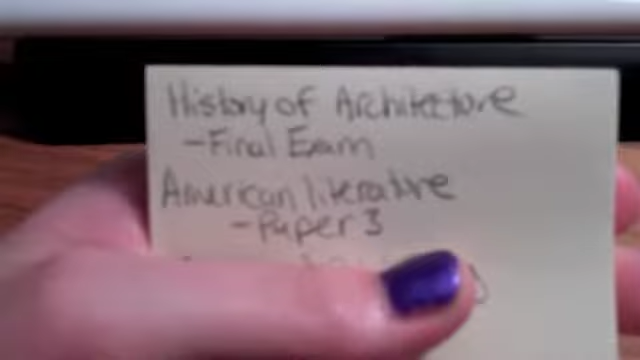 History of Architecture
-Final Exam
American literature
-Paper 3